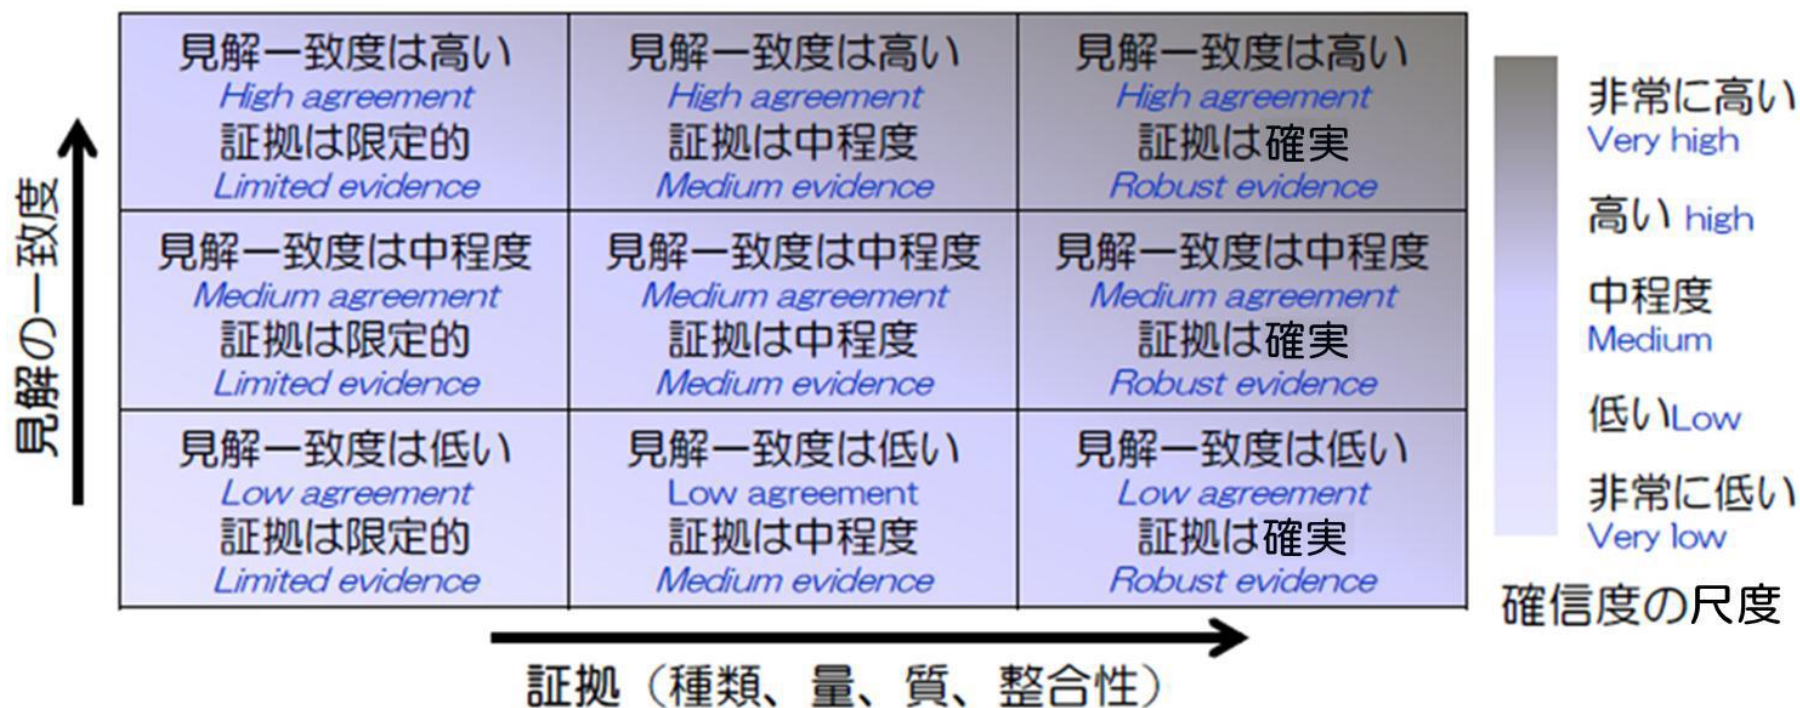 見解の一致度
見解一致度は高い
High agreement
証拠は限定的
Limited evidence
見解一致度は高い
High agreement
証拠は中程度
Medium evidence
見解一致度は高い
High agreement
証拠は確実
Robust evidence
見解一致度は中程度
Medium agreement
証拠は限定的
Limited evidence
見解一致度は中程度
Medium agreement
証拠は中程度
Medium evidence
見解一致度は中程度
Medium agreement
証拠は確実
Robust evidence
見解一致度は低い
Low agreement
証拠は限定的
Limited evidence
見解一致度は低い
Low agreement
証拠は中程度
Medium evidence
見解一致度は低い
Low agreement
証拠は確実
Robust evidence
証拠（種類、量、質、整合性）
非常に高い
Very high
高い high
中程度
Medium
低いLow
非常に低い
Very low
確信度の尺度